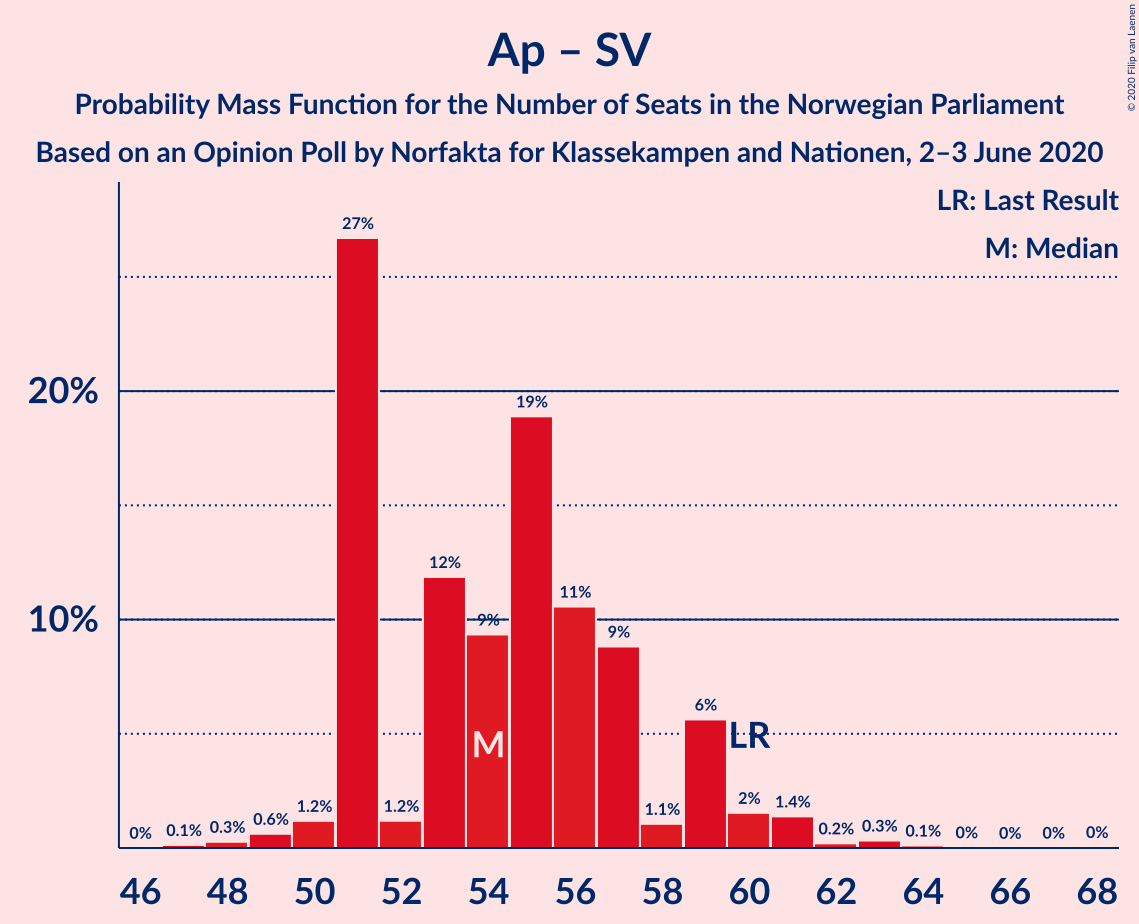 Ap – SV
Probability Mass Function for the Number of Seats in the Norwegian Parliament
Based on an Opinion Poll by Norfakta for Klassekampen and Nationen, 2–3 June 2020
© 2020 Filip van Laenen
LR: Last Result
M: Median
27%
20%
19%
12%
11%
10%
9%
9%
6%
M
LR
0%
0.1%
0.3%
0.6%
1.2%
1.2%
1.1%
2%
1.4%
0.2%
0.3%
0.1%
0%
0%
0%
0%
46 48 50 52 54 56 58 60 62 64 66 68